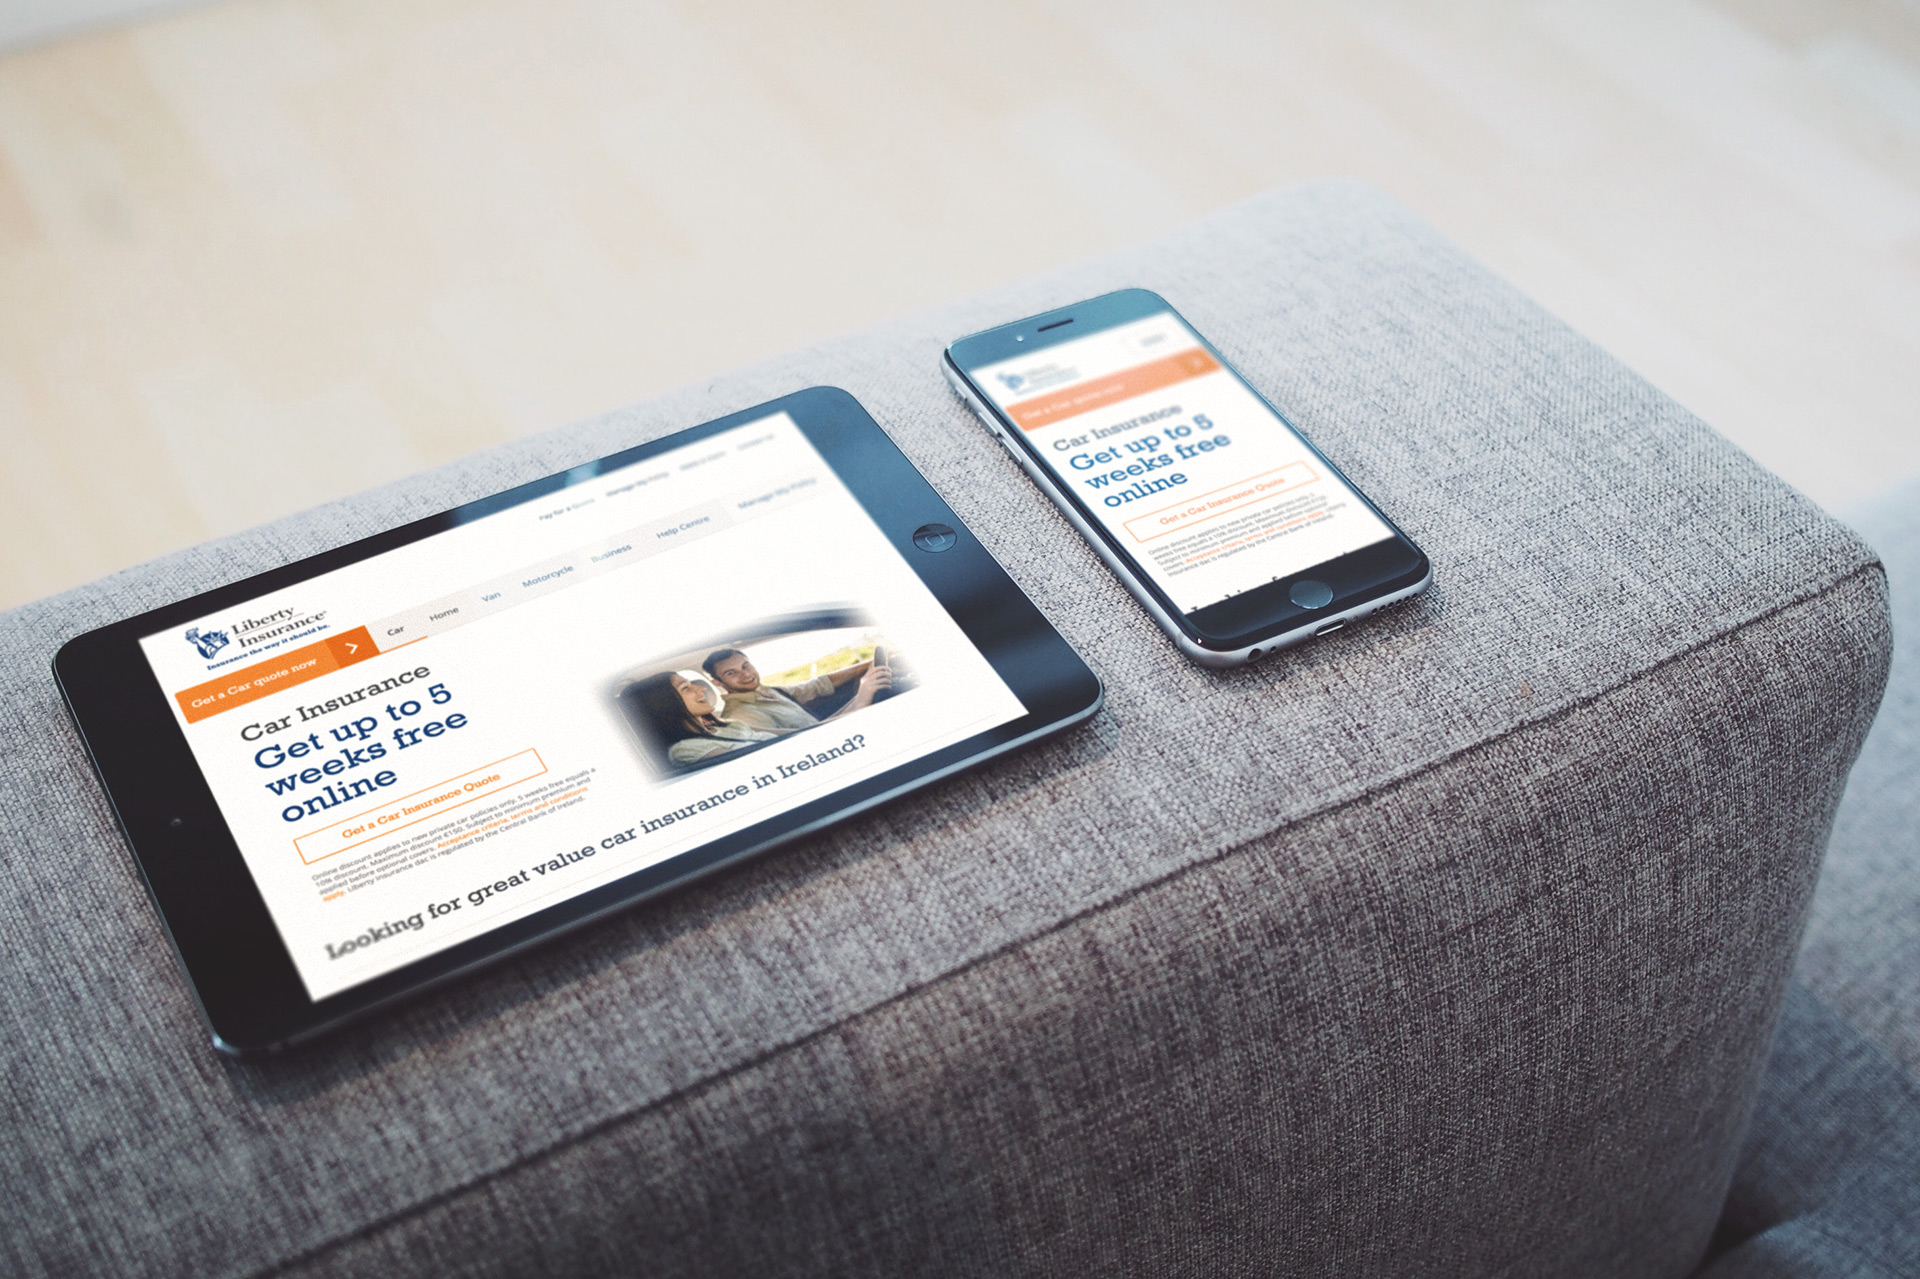 Pay for a Quote Manage My Policy
Liberty
Insurance
Insurance the way it should be.
Get a Car quote now
Car Home Van Motorcycle Business Help Centre Manage My Policy
Car Insurance
Get up to 5
weeks free
online
Get a Car Insurance Quote
Online discount applies to new private car policies only, 5 weeks free equals a
10% discount. Maximum discount €150. Subject to minimum premium and
applied before optional covers. Acceptance criteria, terms and conditions
apply. Liberty Insurance dac is regulated by the Central Bank of Ireland.
Looking for great value car insurance in Ireland?
Get a Car quote now
Car Insurance
Get up to 5
weeks free
online
Get a Car Insurance Quote
Online discount applies to new private car policies only, 5
weeks free equals a 10% discount. Maximum discount €150.
Subject to minimum premium and applied before optional
covers. Acceptance criteria, terms and conditions apply. Liberty
Insurance dac is regulated by the Central Bank of Ireland.